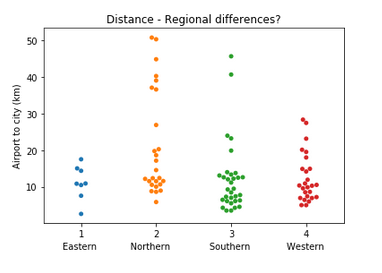 Distance - Regional differences?
Airport to city (km)
50
40
30
20
10
1 2 3 4
Eastern Northern Southern Western